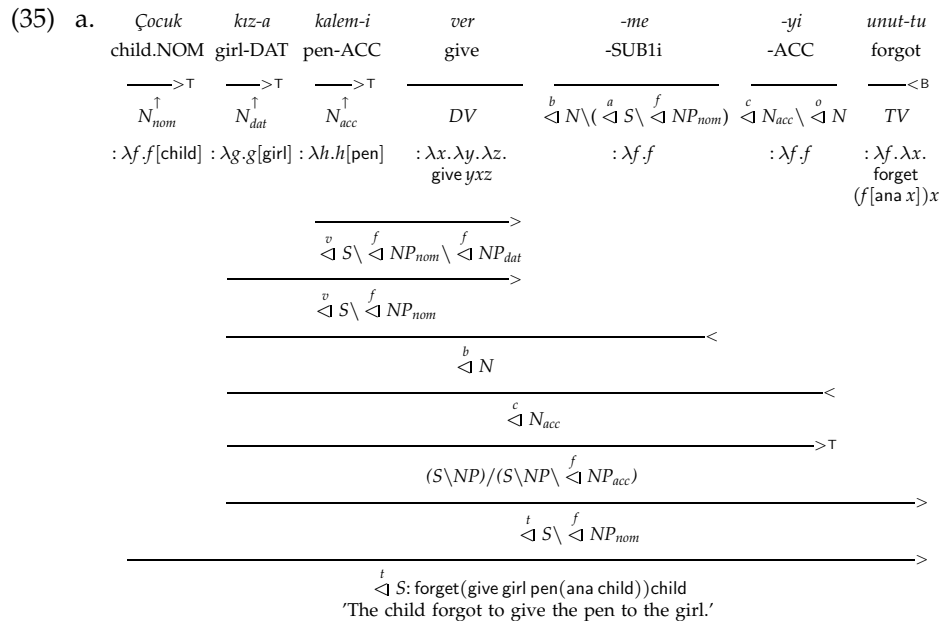 (35) a. Çocuk kız-a kalem-i ver -me -yi unut-tu
child.NOM girl-DAT pen-ACC give -SUB1i -ACC forgot
>T >T >T <B
N↑nom N↑dat N↑acc DV ᵇ◁ N\(ᵃ◁ S\ ᶠ◁ NPnom) ᶜ◁ Nacc\ ᵒ◁ N TV
: λf.f[child] : λg.g[girl] : λh.h[pen] : λx.λy.λz. : λf.f : λf.f : λf.λx.
give yxz forget
(f[ana x])x
>
ᵛ◁ S\ ᶠ◁ NPnom\ ᶠ◁ NPdat
>
ᵛ◁ S\ ᶠ◁ NPnom
<
ᵇ◁ N
<
ᶜ◁ Nacc
>T
(S\NP)/(S\NP\ ᶠ◁ NPacc)
>
ᵗ◁ S\ ᶠ◁ NPnom
>
ᵗ◁ S: forget(give girl pen(ana child))child
'The child forgot to give the pen to the girl.'